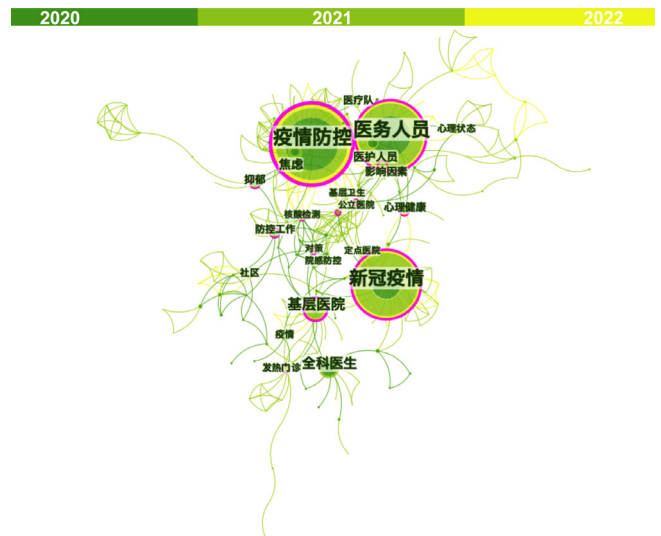 2020 2021 2022
医疗队
疫情防控
医务人员
心理状态
焦虑
医护人员
影响因素
抑郁
基层卫生
公立医院
心理健康
核酸检测
防控工作
对策
定点医院
院感防控
社区
新冠疫情
基层医院
疫情
发热门诊
全科医生